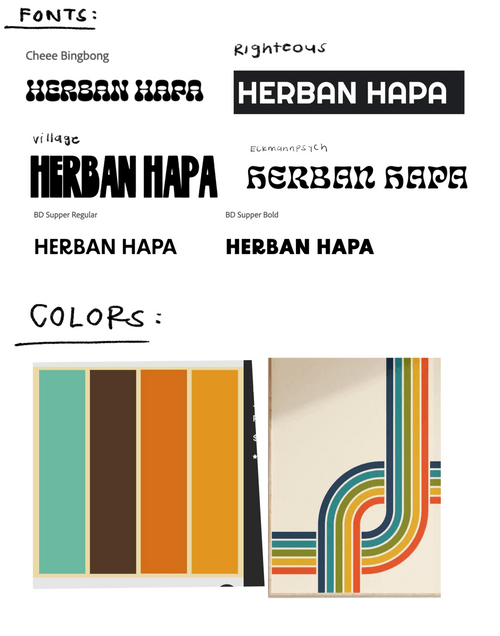 FONTS:
Cheee Bingbong
HERBAN HAPA
Righteous
HERBAN HAPA
village
HERBAN HAPA
Eckmannpsych
HERBAN HAPA
BD Supper Regular
HERBAN HAPA
BD Supper Bold
HERBAN HAPA
COLORS: